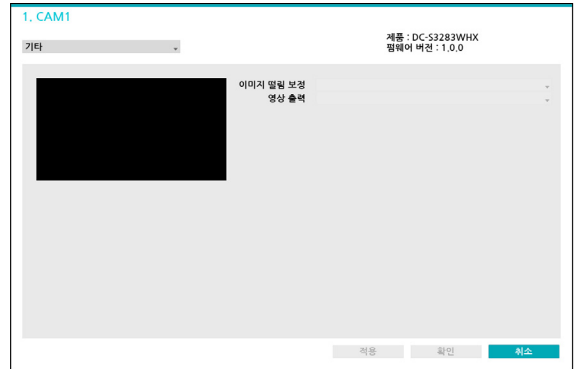 1. CAM1
기타
제품 : DC-S3283WHX
펌웨어 버전 : 1.0.0
이미지 떨림 보정
영상 출력
적용 확인 취소